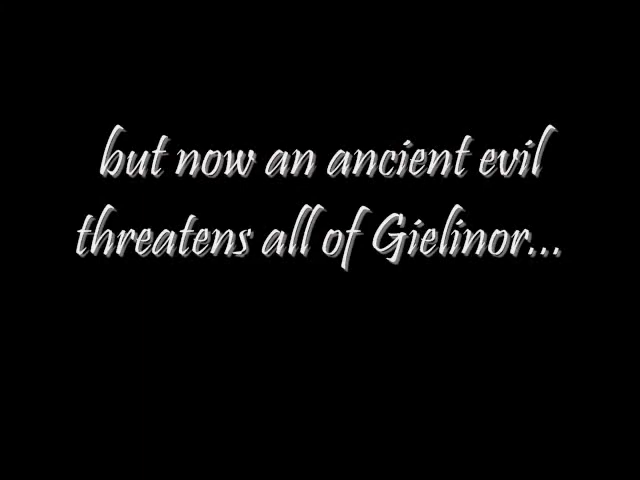 but now an ancient evil
threatens all of Gielinor...